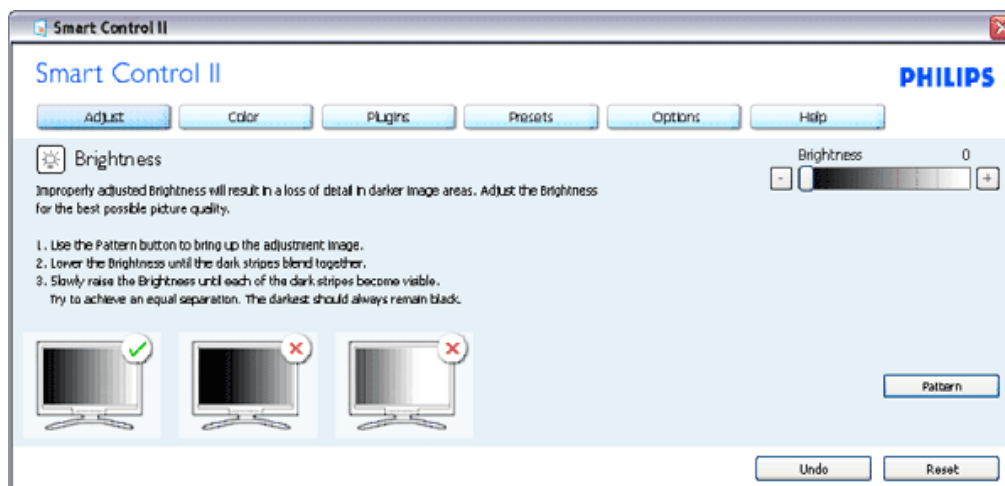 Smart Control II
Smart Control II
PHILIPS
Adjust Color Plugins Presets Options Help
Brightness
Brightness 0
- +
Improperly adjusted Brightness will result in a loss of detail in darker image areas. Adjust the Brightness
for the best possible picture quality.
1. Use the Pattern button to bring up the adjustment image.
2. Lower the Brightness until the dark stripes blend together.
3. Slowly raise the Brightness until each of the dark stripes become visible.
Try to achieve an equal separation. The darkest should always remain black.
Pattern
Undo Reset